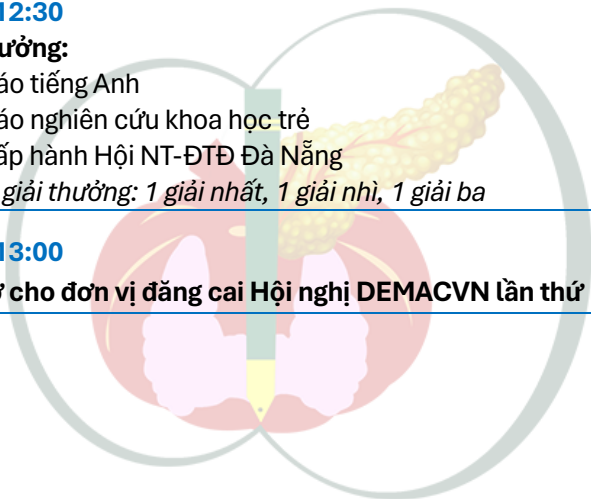 12:30
ưởng:
áo tiếng Anh
áo nghiên cứu khoa học trẻ
ấp hành Hội NT-ĐTĐ Đà Nẵng
giải thưởng: 1 giải nhất, 1 giải nhì, 1 giải ba
13:00
cho đơn vị đăng cai Hội nghị DEMACVN lần thứ